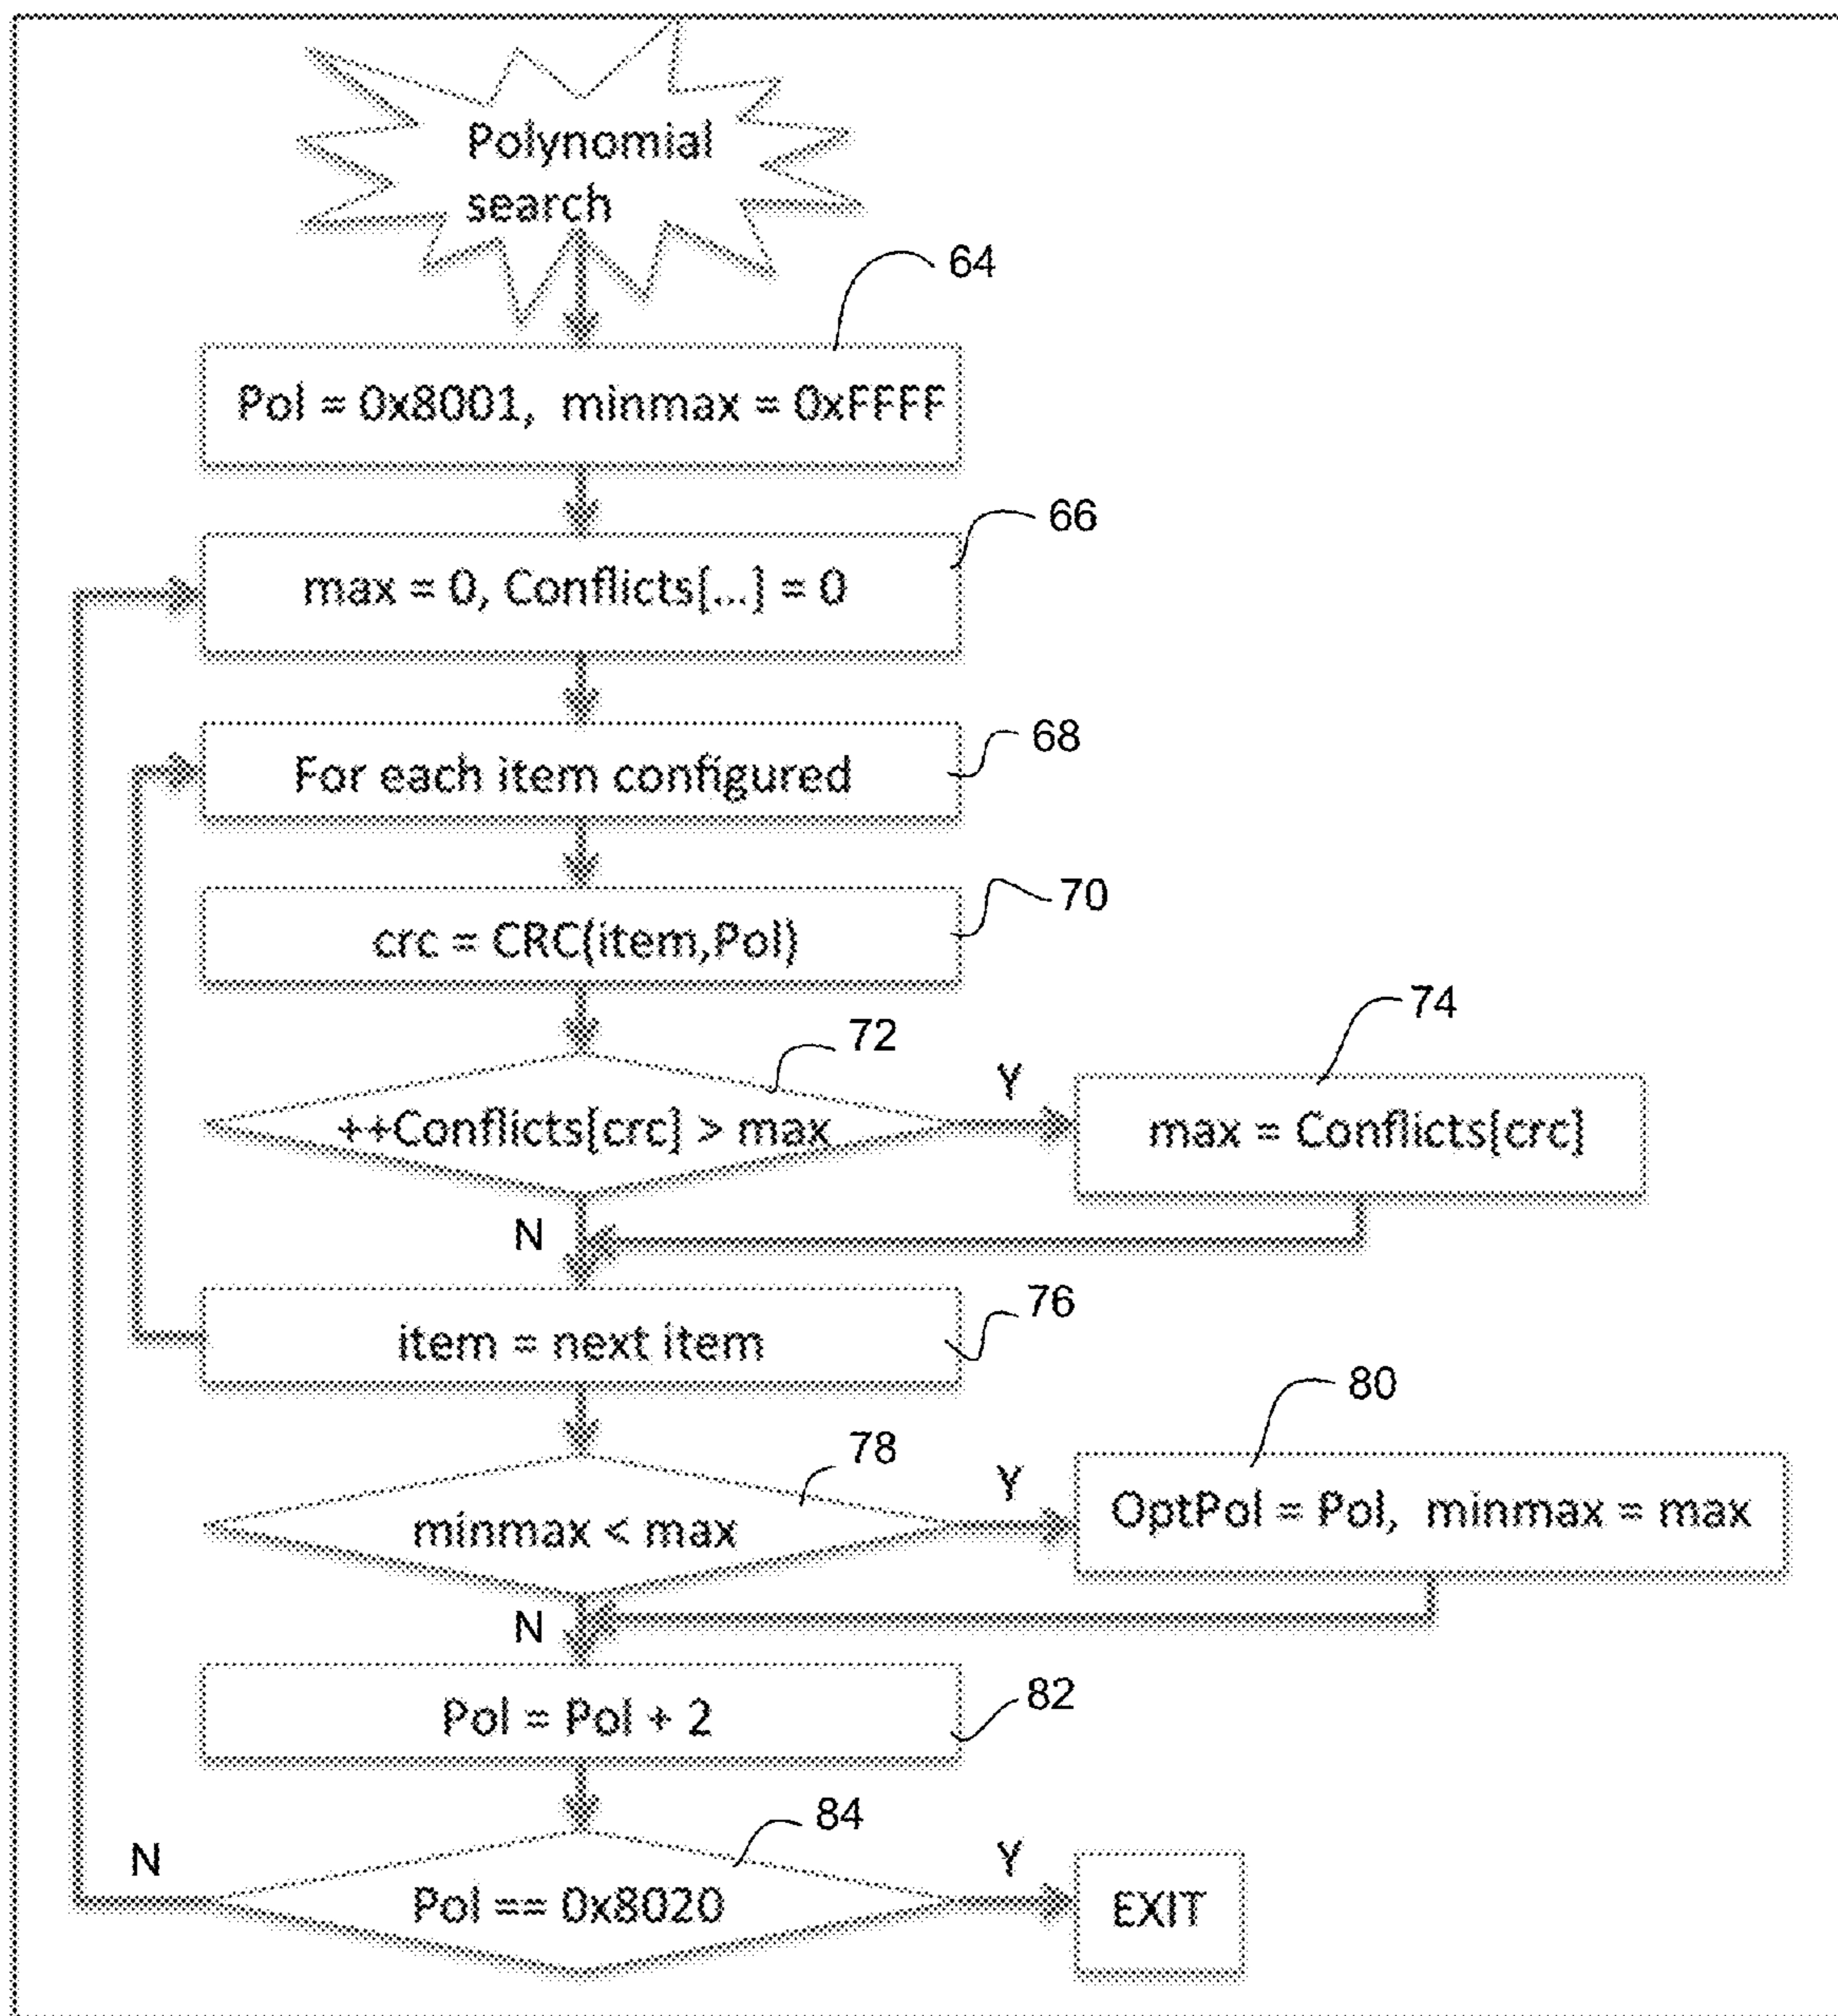 Polynomial
search
64
Pol = 0x8001, minmax = 0xFFFF
66
max = 0, Conflicts[...] = 0
68
For each item configured
70
crc = CRC(item,Pol)
72
++Conflicts[crc] > max
Y
74
max = Conflicts[crc]
N
76
item = next item
78
minmax < max
Y
80
OptPol = Pol, minmax = max
N
82
Pol = Pol + 2
84
Pol == 0x8020
N
Y
EXIT